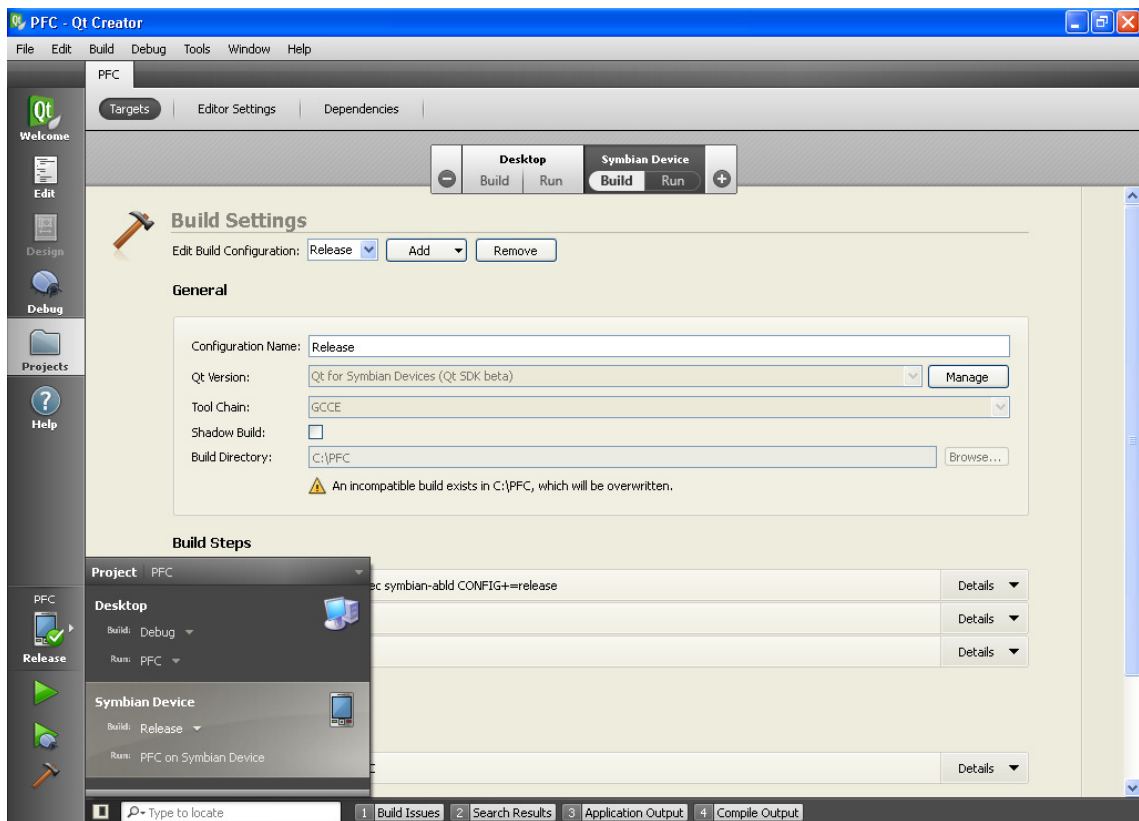 PFC - Qt Creator
File Edit Build Debug Tools Window Help
PFC
Targets Editor Settings Dependencies
Desktop Symbian Device
Build Run Build Run
Qt
Welcome
Edit
Design
Debug
Projects
Help
Build Settings
Edit Build Configuration: Release Add Remove
General
Configuration Name: Release
Qt Version: Qt for Symbian Devices (Qt SDK beta) Manage
Tool Chain: GCCE
Shadow Build:
Build Directory: C:\PFC Browse...
An incompatible build exists in C:\PFC, which will be overwritten.
Build Steps
ec symbian-abld CONFIG+=release Details
Details
Details
Details
Project PFC
Desktop
Build: Debug
Run: PFC
Symbian Device
Build: Release
Run: PFC on Symbian Device
PFC
Release
Type to locate 1 Build Issues 2 Search Results 3 Application Output 4 Compile Output